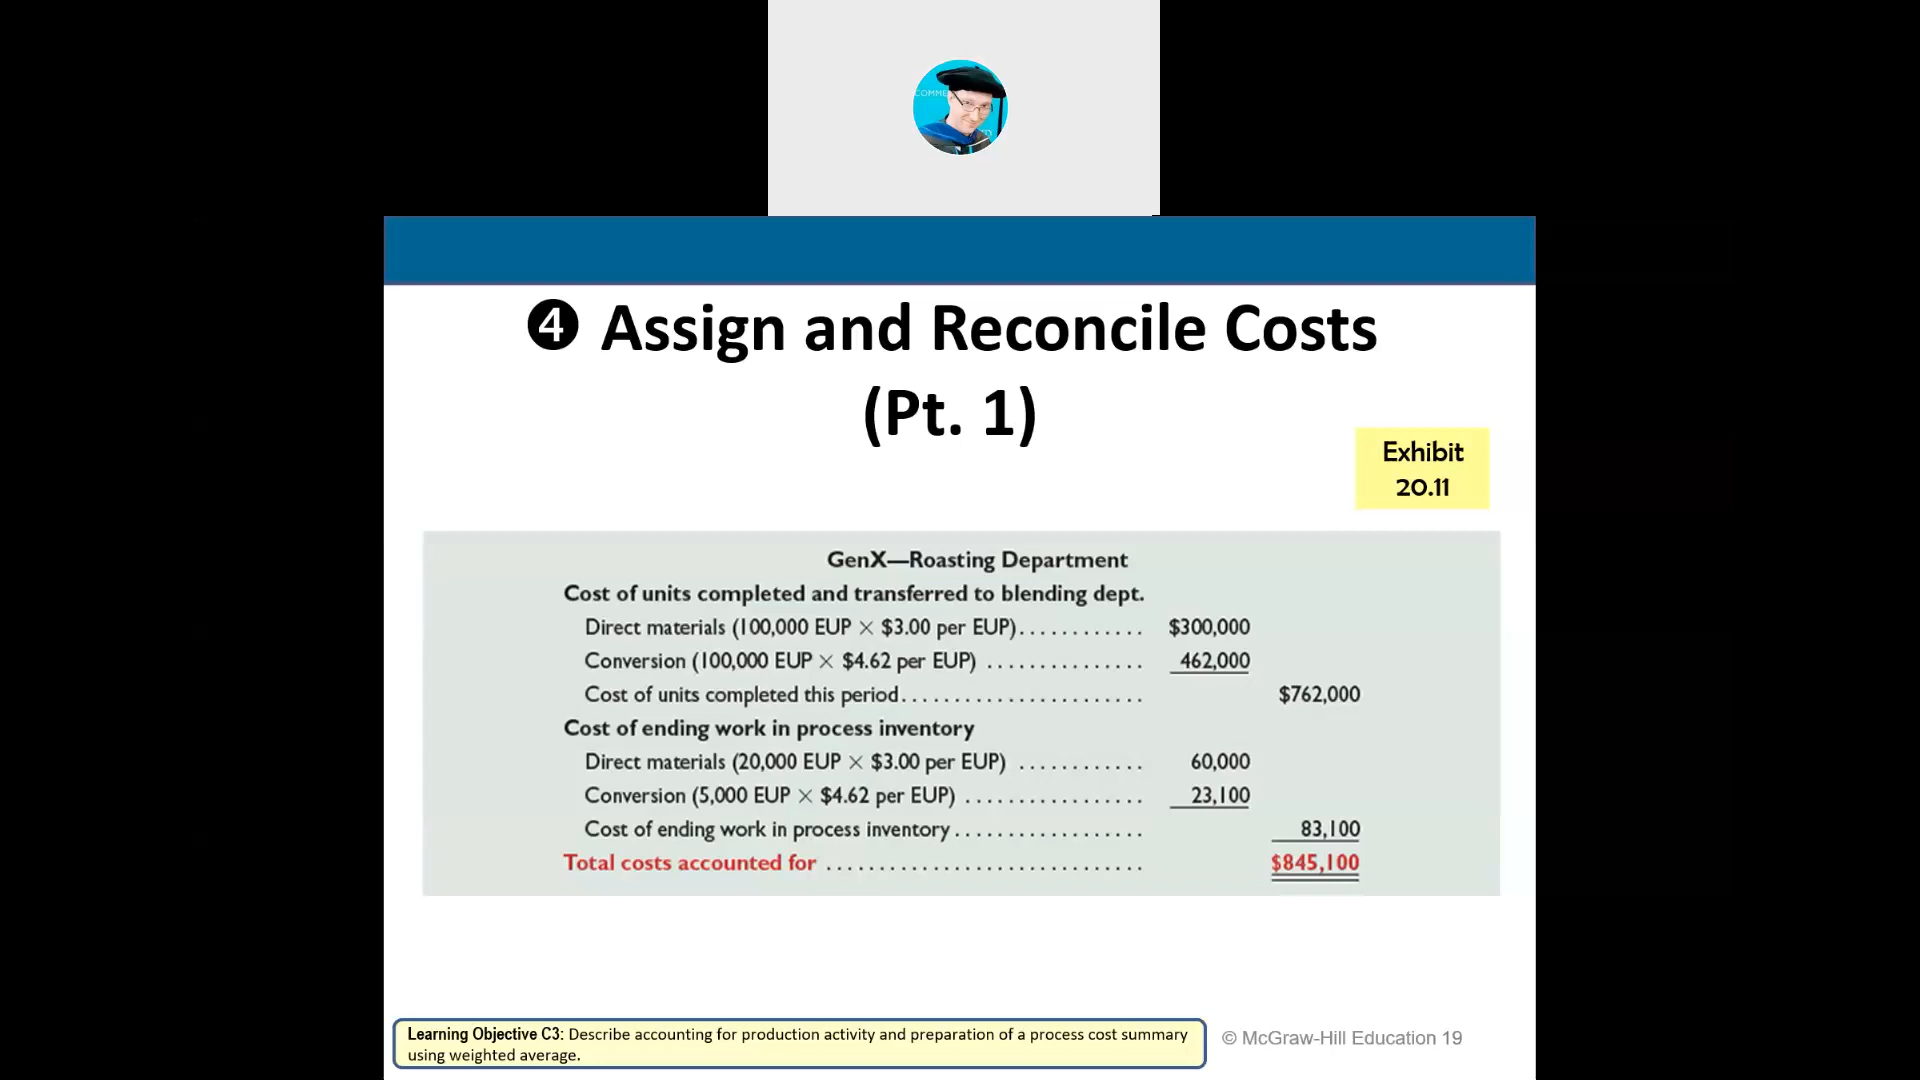 COMME
❹ Assign and Reconcile Costs
(Pt. 1)
Exhibit
20.11
GenX—Roasting Department
Cost of units completed and transferred to blending dept.
Direct materials (100,000 EUP × $3.00 per EUP)............ $300,000
Conversion (100,000 EUP × $4.62 per EUP) .............. 462,000
Cost of units completed this period...................... $762,000
Cost of ending work in process inventory
Direct materials (20,000 EUP × $3.00 per EUP) ............ 60,000
Conversion (5,000 EUP × $4.62 per EUP) ................. 23,100
Cost of ending work in process inventory.................. 83,100
Total costs accounted for .............................. $845,100
Learning Objective C3: Describe accounting for production activity and preparation of a process cost summary
using weighted average.
© McGraw-Hill Education 19